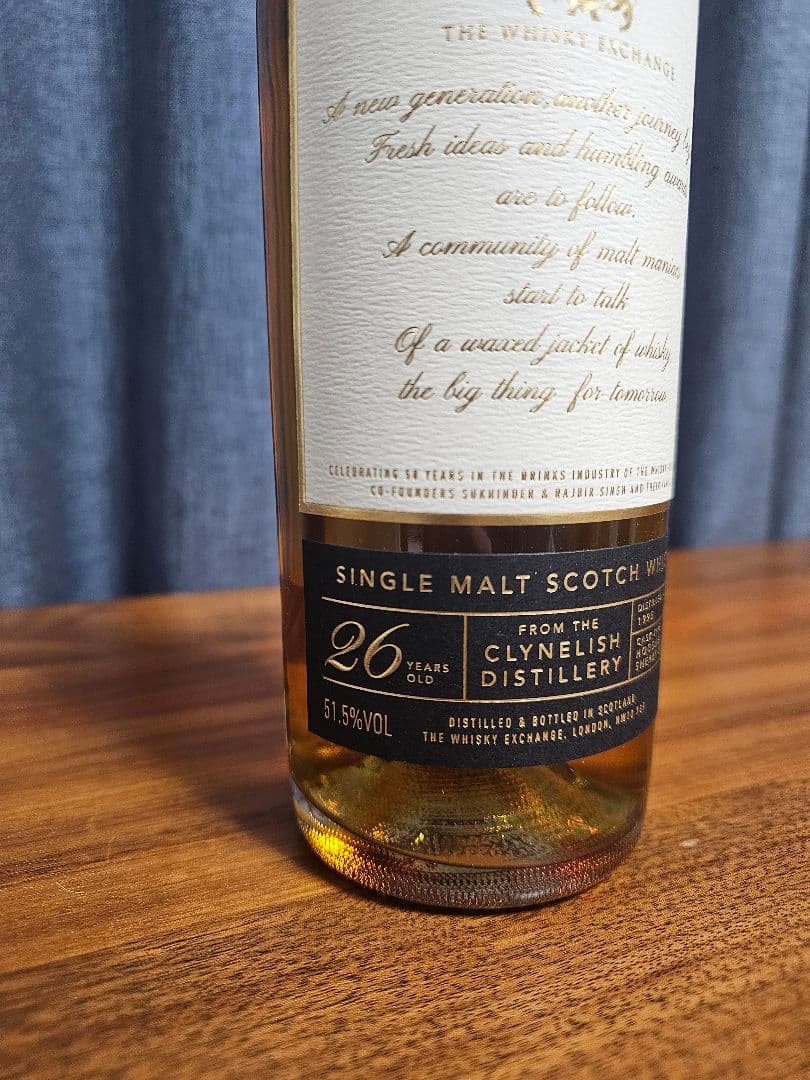 THE WHISKY EXCHANGE
A new generation, another journey
Fresh ideas and humbling
are to follow.
A community of malt
start to talk
Of a waxed jacket of whisky,
the big thing for tomorrow
CELEBRATING 50 YEARS IN THE DRINKS INDUSTRY OF THE
CO-FOUNDERS SUKHINDER & RAJBIR SINGH AND
SINGLE MALT SCOTCH
26 YEARS OLD
FROM THE
CLYNELISH
DISTILLERY
51.5%VOL
DISTILLED & BOTTLED IN SCOTLAND
THE WHISKY EXCHANGE, LONDON,